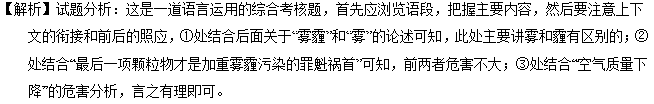 【解析】试题分析：这是一道语言运用的综合考核题，首先应浏览语段，把握主要内容，然后要注意上下
文的衔接和前后的照应，①处结合后面关于“雾霾”和“雾”的论述可知，此处主要讲雾和霾有区别的；②
处结合“最后一项颗粒物才是加重雾霾污染的罪魁祸首”可知，前两者危害不大；③处结合“空气质量下
降”的危害分析，言之有理即可。